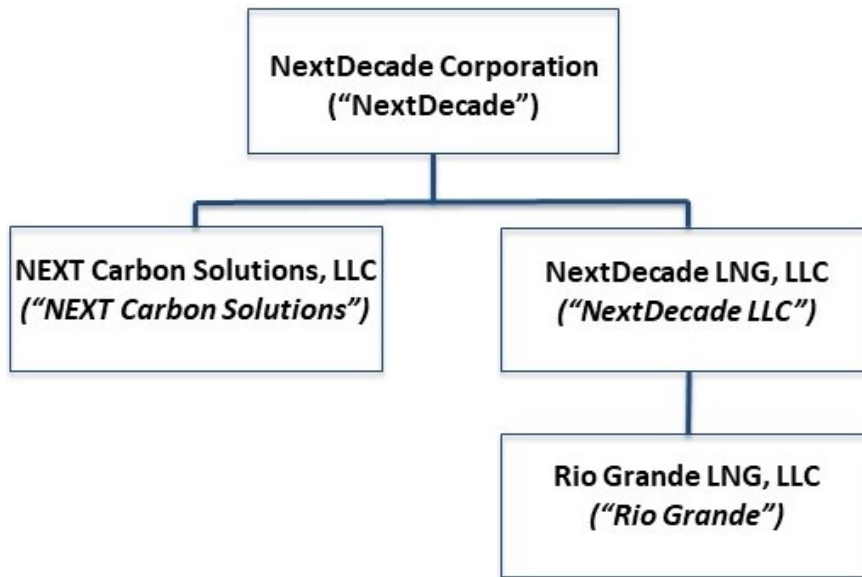 NextDecade Corporation
(“NextDecade”)
NEXT Carbon Solutions, LLC
(“NEXT Carbon Solutions”)
NextDecade LNG, LLC
(“NextDecade LLC”)
Rio Grande LNG, LLC
(“Rio Grande”)